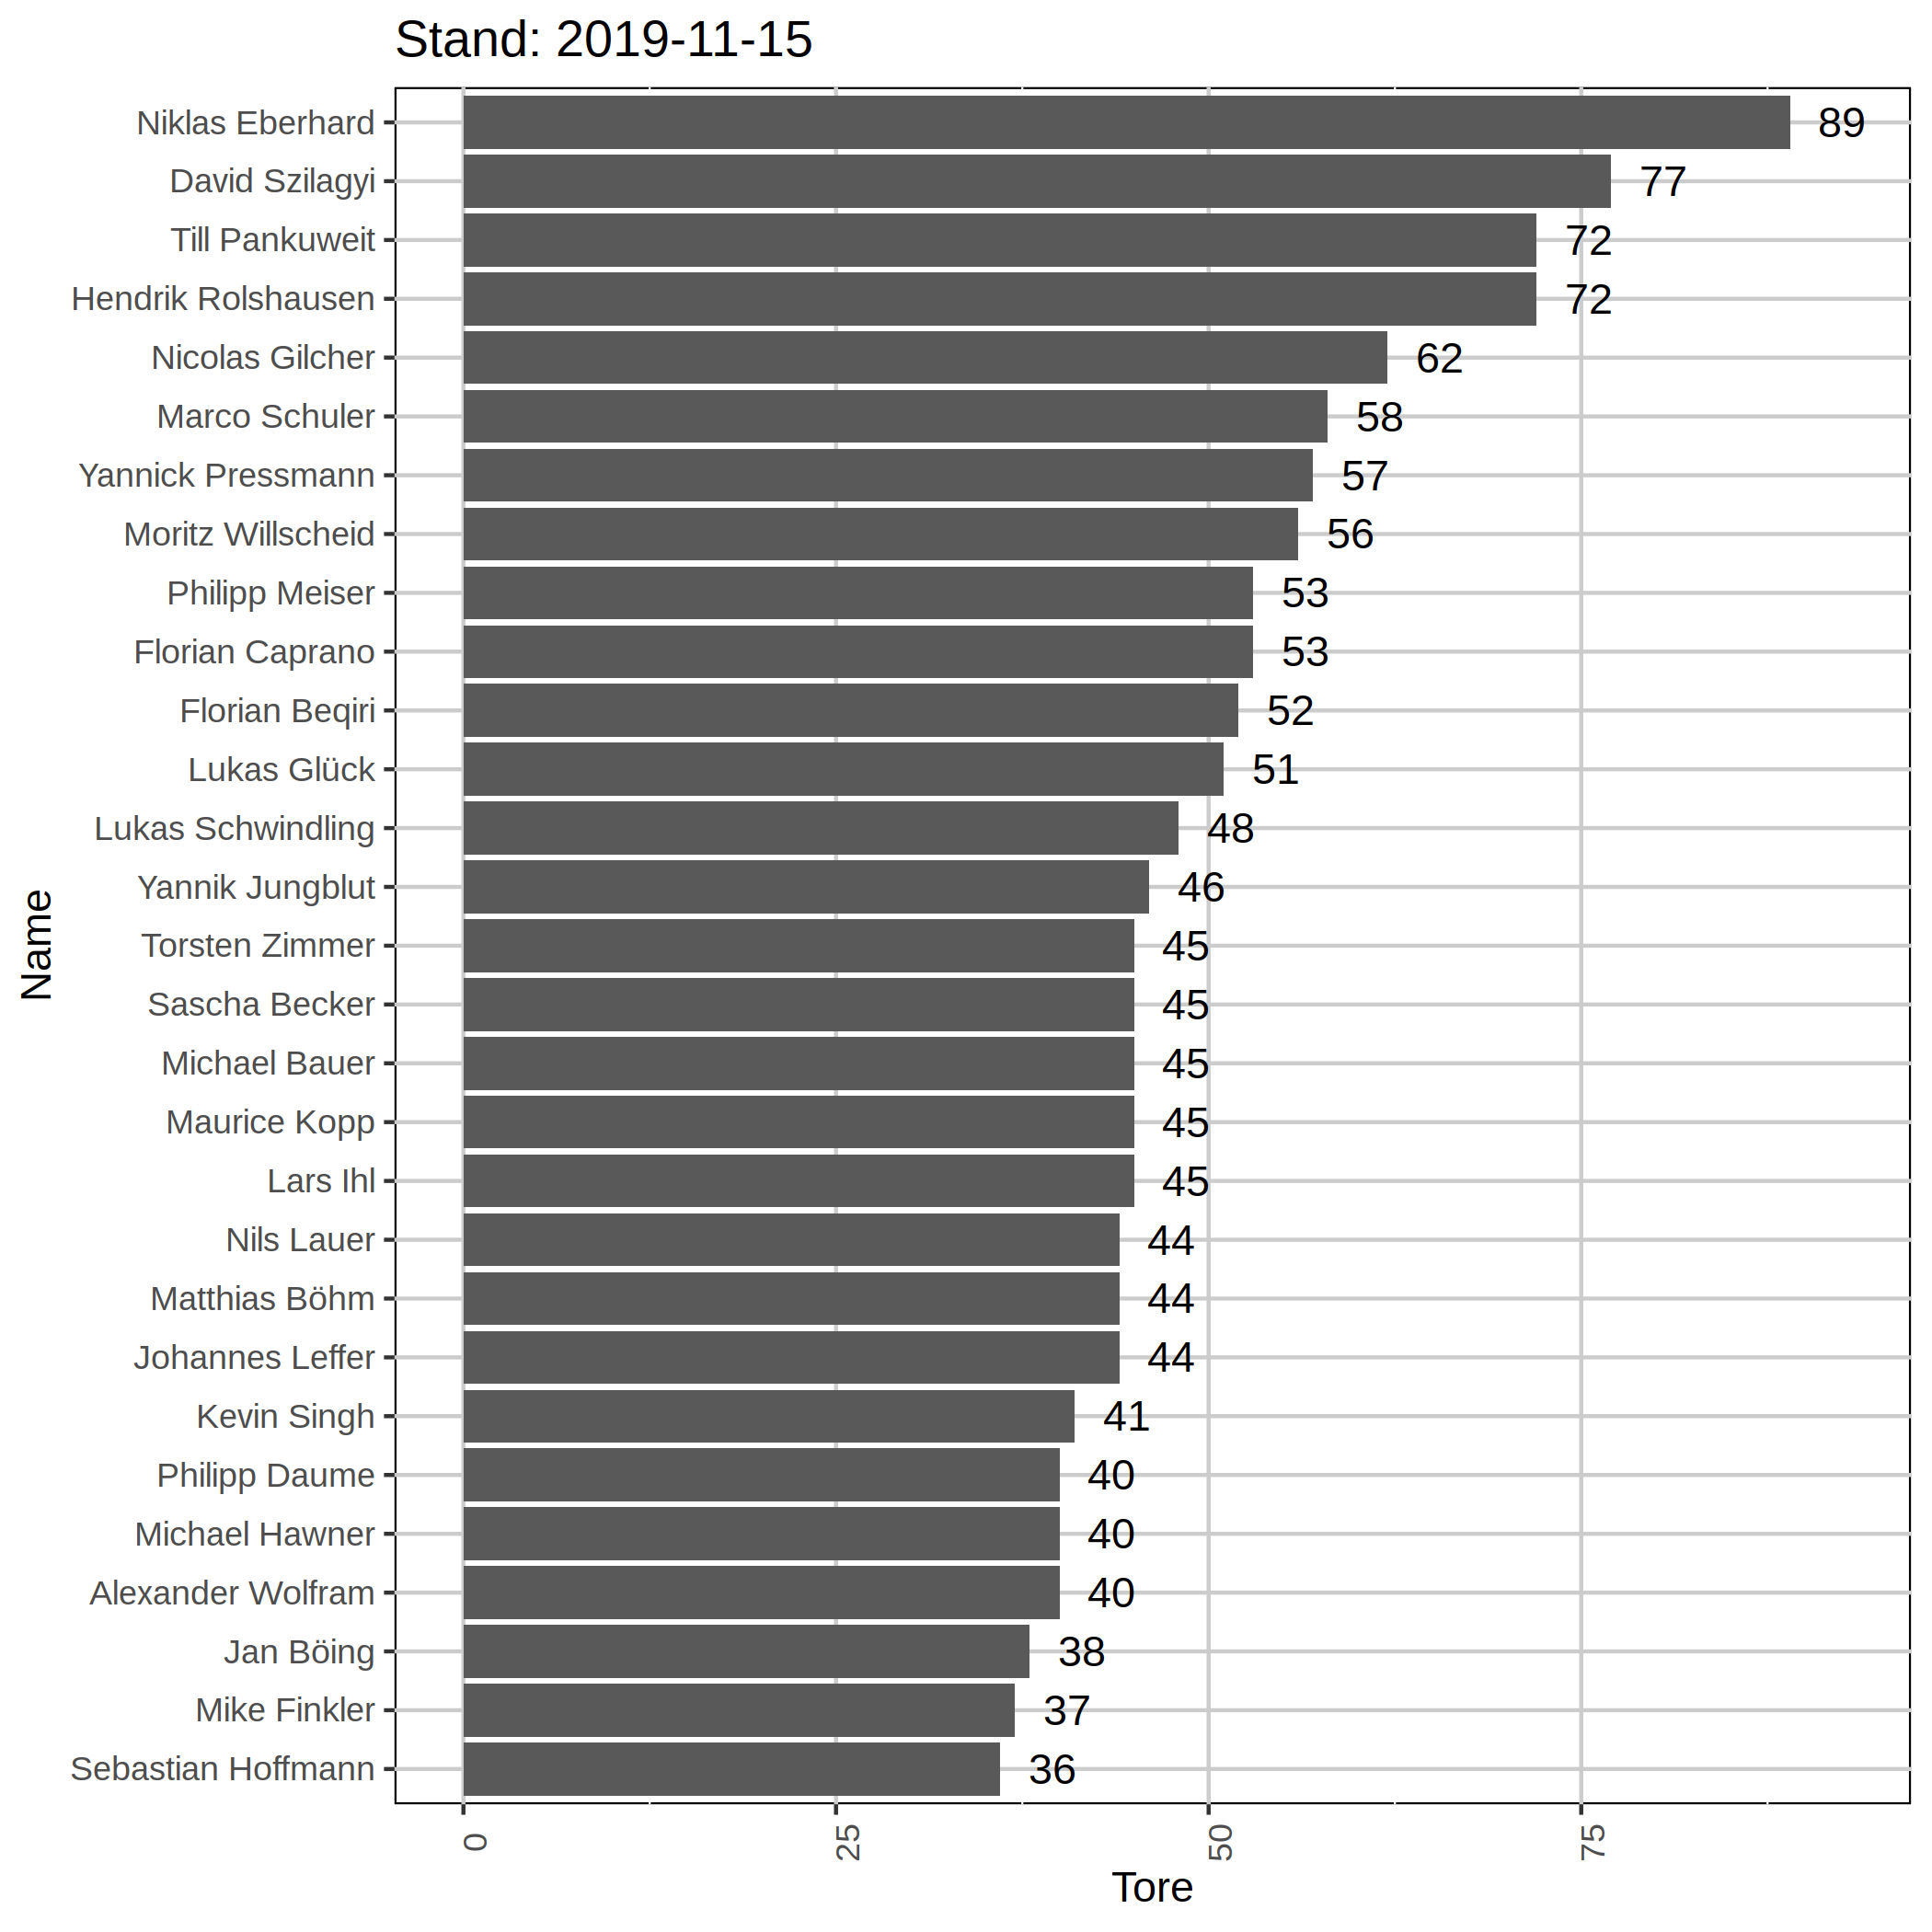 Stand: 2019-11-15
Niklas Eberhard 89
David Szilagyi 77
Till Pankuweit 72
Hendrik Rolshausen 72
Nicolas Gilcher 62
Marco Schuler 58
Yannick Pressmann 57
Moritz Willscheid 56
Philipp Meiser 53
Florian Caprano 53
Florian Beqiri 52
Lukas Glück 51
Lukas Schwindling 48
Yannik Jungblut 46
Torsten Zimmer 45
Sascha Becker 45
Michael Bauer 45
Maurice Kopp 45
Lars Ihl 45
Nils Lauer 44
Matthias Böhm 44
Johannes Leffer 44
Kevin Singh 41
Philipp Daume 40
Michael Hawner 40
Alexander Wolfram 40
Jan Böing 38
Mike Finkler 37
Sebastian Hoffmann 36
Name
0 25 50 75
Tore